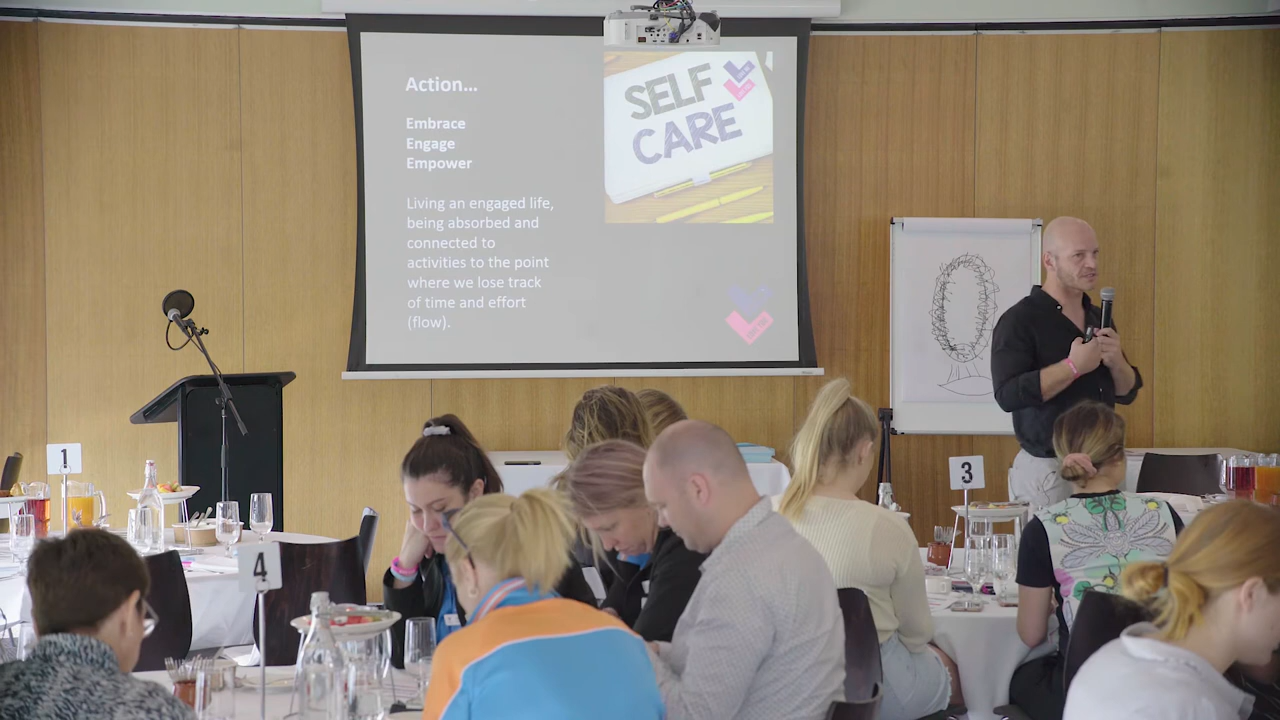 Action...
Embrace
Engage
Empower
Living an engaged life,
being absorbed and
connected to
activities to the point
where we lose track
of time and effort
(flow).
SELF
CARE
1
3
4